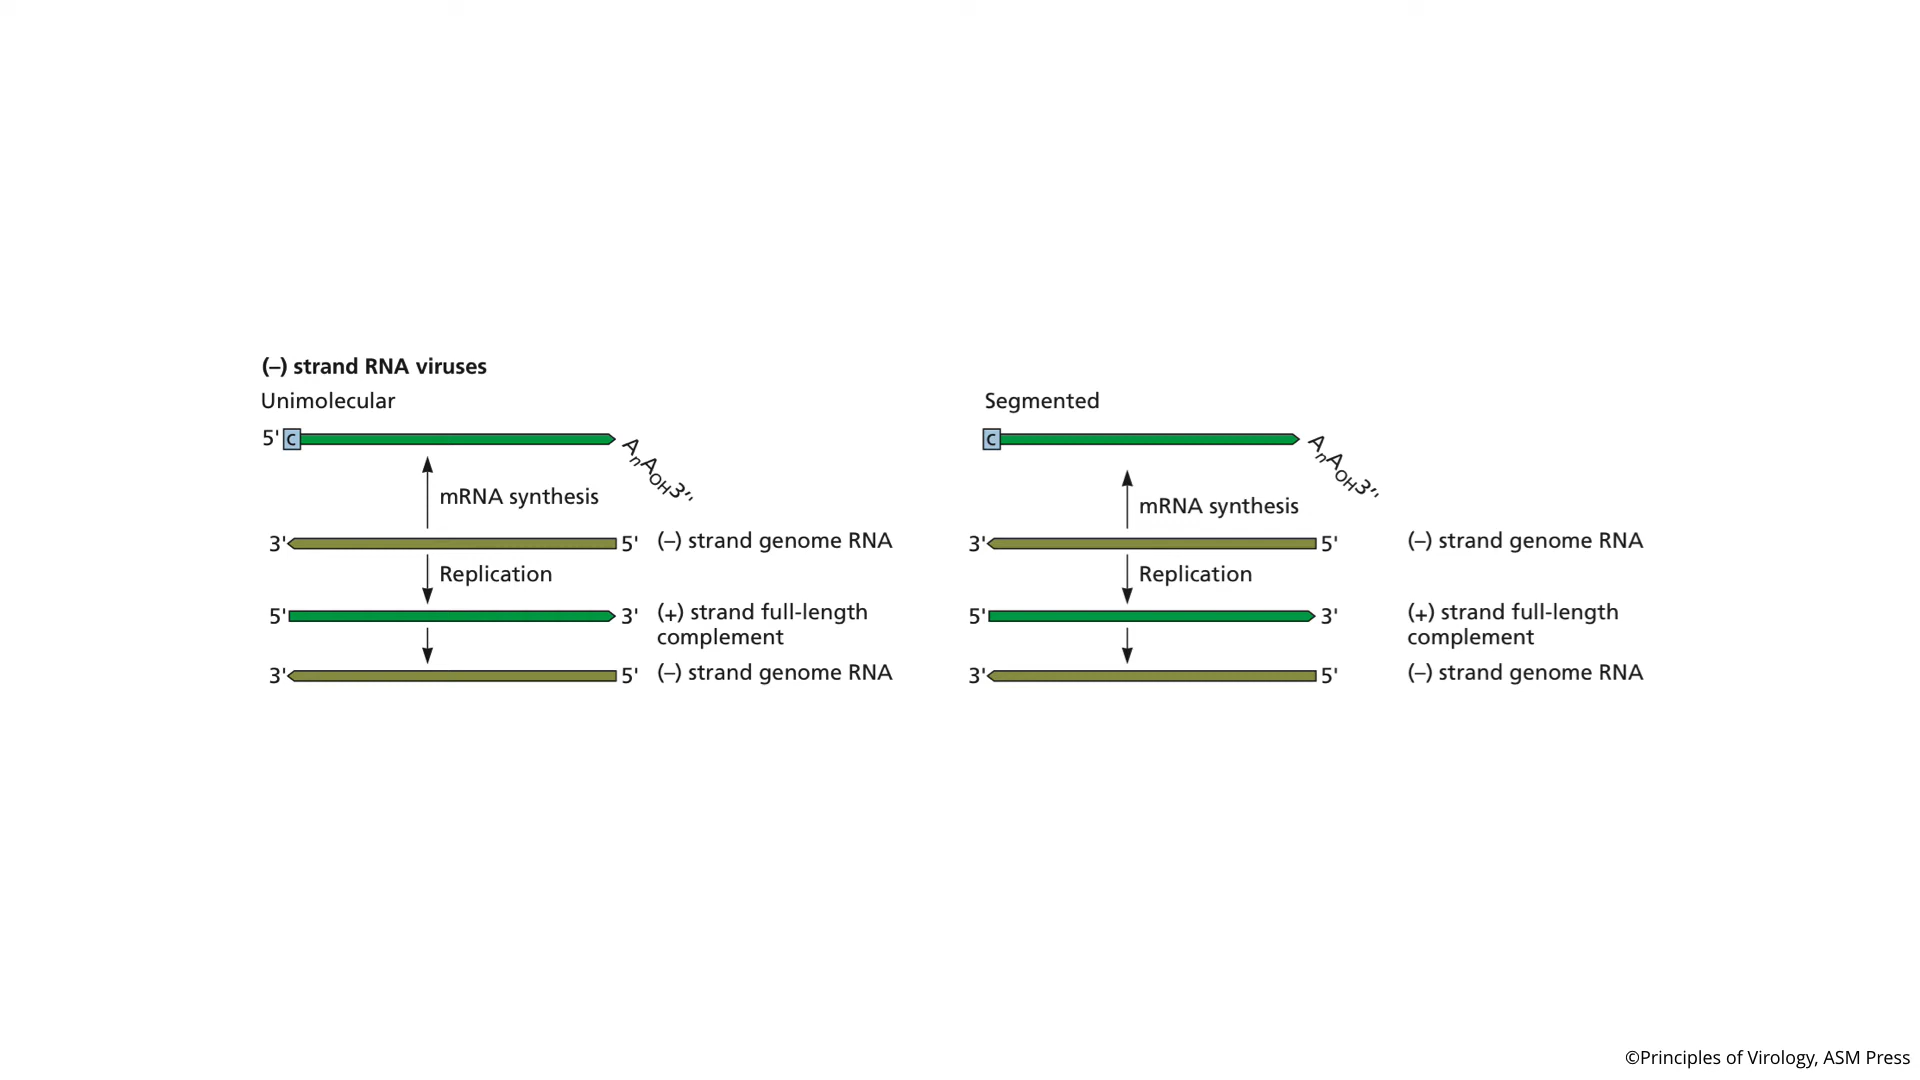 (–) strand RNA viruses
Unimolecular
5' C AnAOH3''
mRNA synthesis
3' 5' (–) strand genome RNA
Replication
5' 3' (+) strand full-length
complement
3' 5' (–) strand genome RNA
Segmented
C AnAOH3''
mRNA synthesis
3' 5' (–) strand genome RNA
Replication
5' 3' (+) strand full-length
complement
3' 5' (–) strand genome RNA
©Principles of Virology, ASM Press